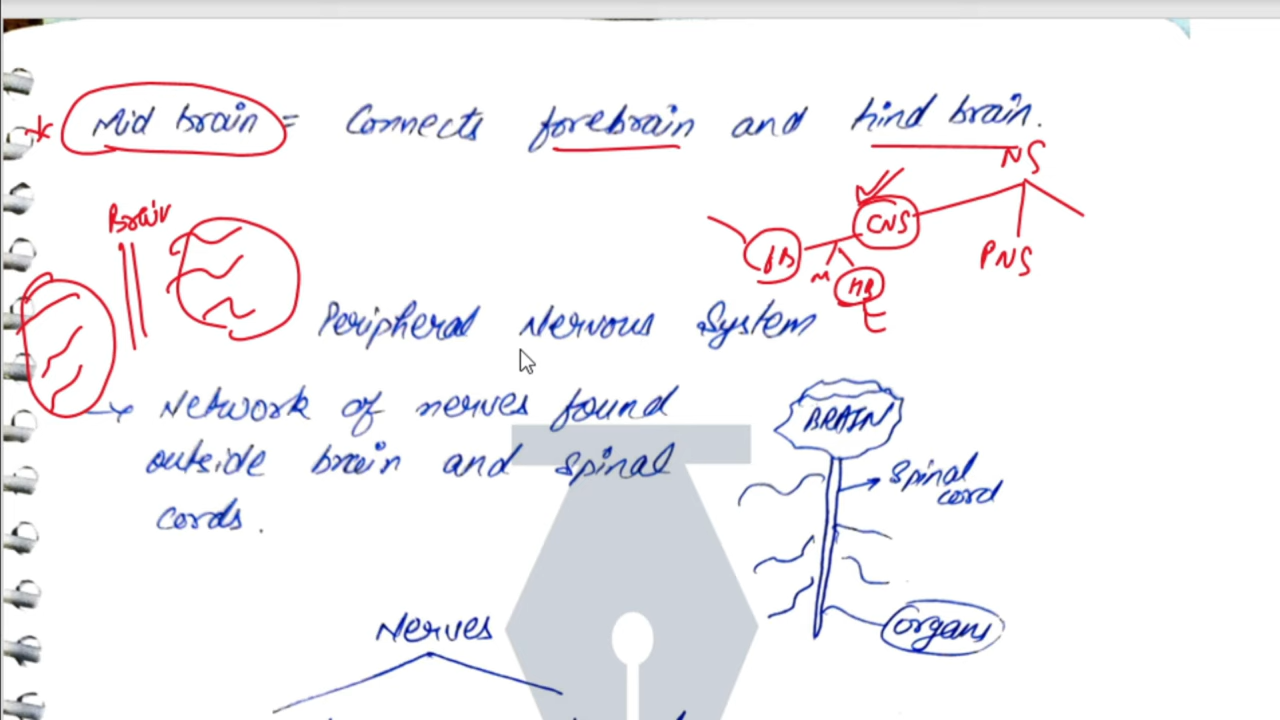 * Mid brain = Connects forebrain and hind brain.
NS
Brain
CNS
fB
M
HB
PNS
Peripheral Nervous System
→ Network of nerves found
outside brain and spinal
cords.
BRAIN
→ Spinal
cord
Nerves
Organs